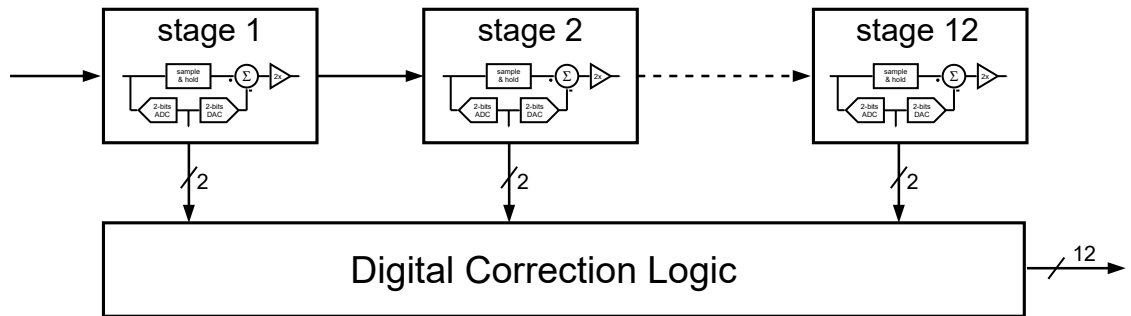 stage 1
sample
& hold
Σ
2x
2-bits
ADC
2-bits
DAC
stage 2
sample
& hold
Σ
2x
2-bits
ADC
2-bits
DAC
stage 12
sample
& hold
Σ
2x
2-bits
ADC
2-bits
DAC
2
2
2
Digital Correction Logic
12